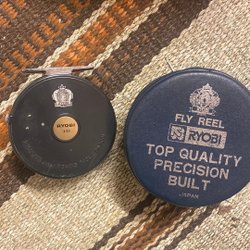 RYOBI
FLY REEL
RYOBI
TOP QUALITY
PRECISION
BUILT
JAPAN